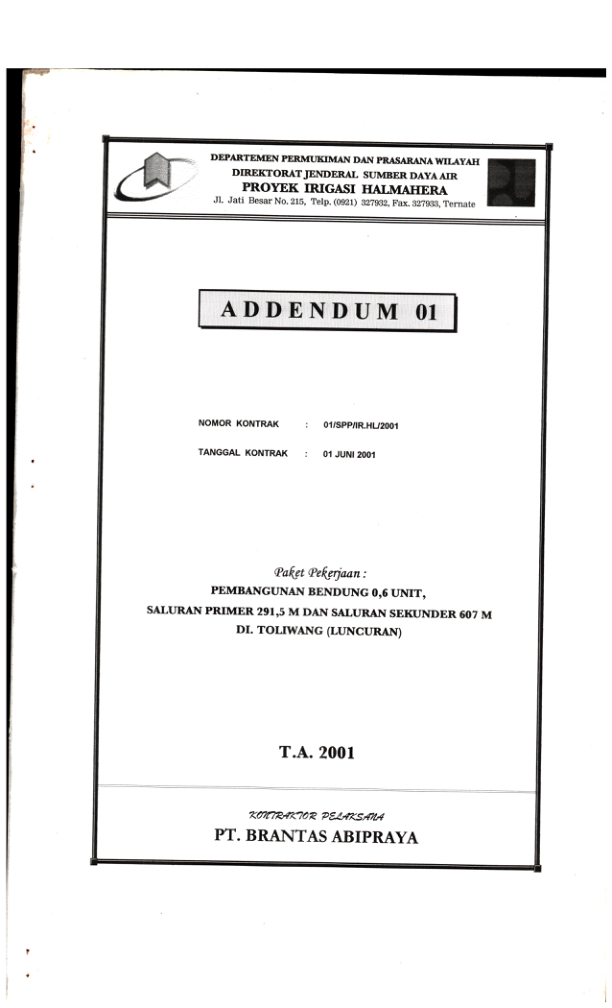 DEPARTEMEN PERMUKIMAN DAN PRASARANA WILAYAH
DIREKTORAT JENDERAL SUMBER DAYA AIR
PROYEK IRIGASI HALMAHERA
Jl. Jati Besar No. 215, Telp. (0921) 327932, Fax. 327933, Ternate
ADDENDUM 01
NOMOR KONTRAK : 01/SPP/IR.HL/2001
TANGGAL KONTRAK : 01 JUNI 2001
Paket Pekerjaan :
PEMBANGUNAN BENDUNG 0,6 UNIT,
SALURAN PRIMER 291,5 M DAN SALURAN SEKUNDER 607 M
DI. TOLIWANG (LUNCURAN)
T.A. 2001
KONTRAKTOR PELAKSANA
PT. BRANTAS ABIPRAYA